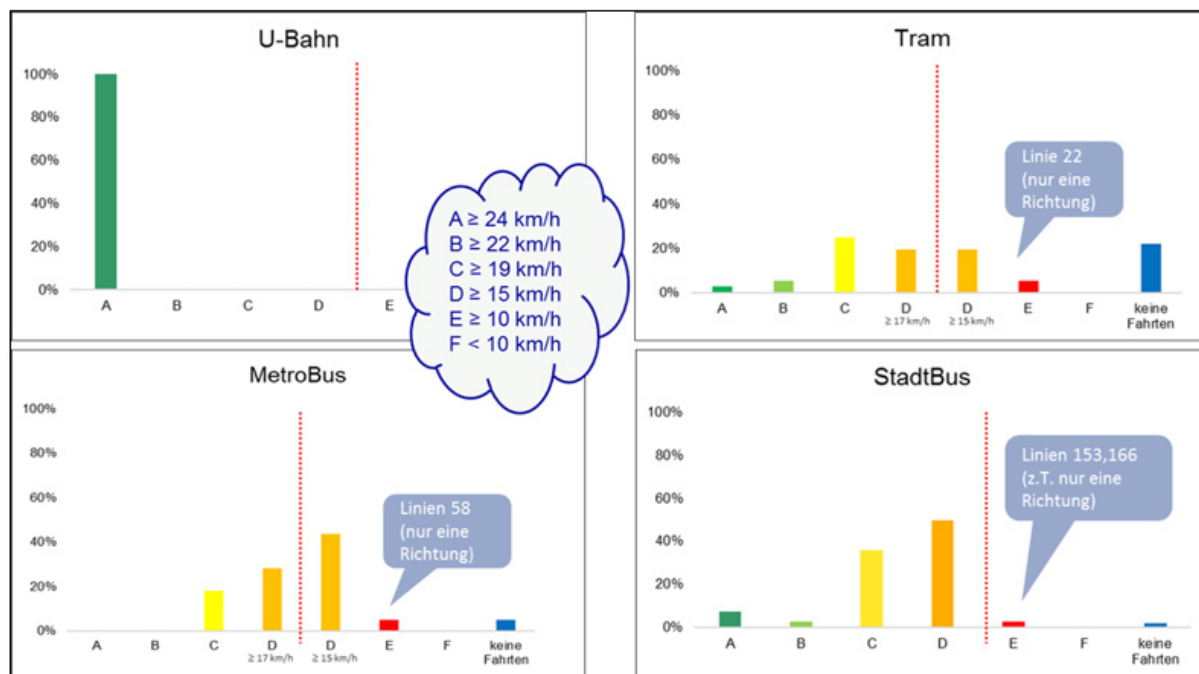 U-Bahn
100%
80%
60%
40%
20%
0%
A B C D E
Tram
100%
80%
60%
40%
20%
0%
Linie 22
(nur eine
Richtung)
A B C D D E F keine
≥ 17 km/h ≥ 15 km/h Fahrten
A ≥ 24 km/h
B ≥ 22 km/h
C ≥ 19 km/h
D ≥ 15 km/h
E ≥ 10 km/h
F < 10 km/h
MetroBus
100%
80%
60%
40%
20%
0%
Linien 58
(nur eine
Richtung)
A B C D D E F keine
≥ 17 km/h ≥ 15 km/h Fahrten
StadtBus
100%
80%
60%
40%
20%
0%
Linien 153,166
(z.T. nur eine
Richtung)
A B C D E F keine
Fahrten